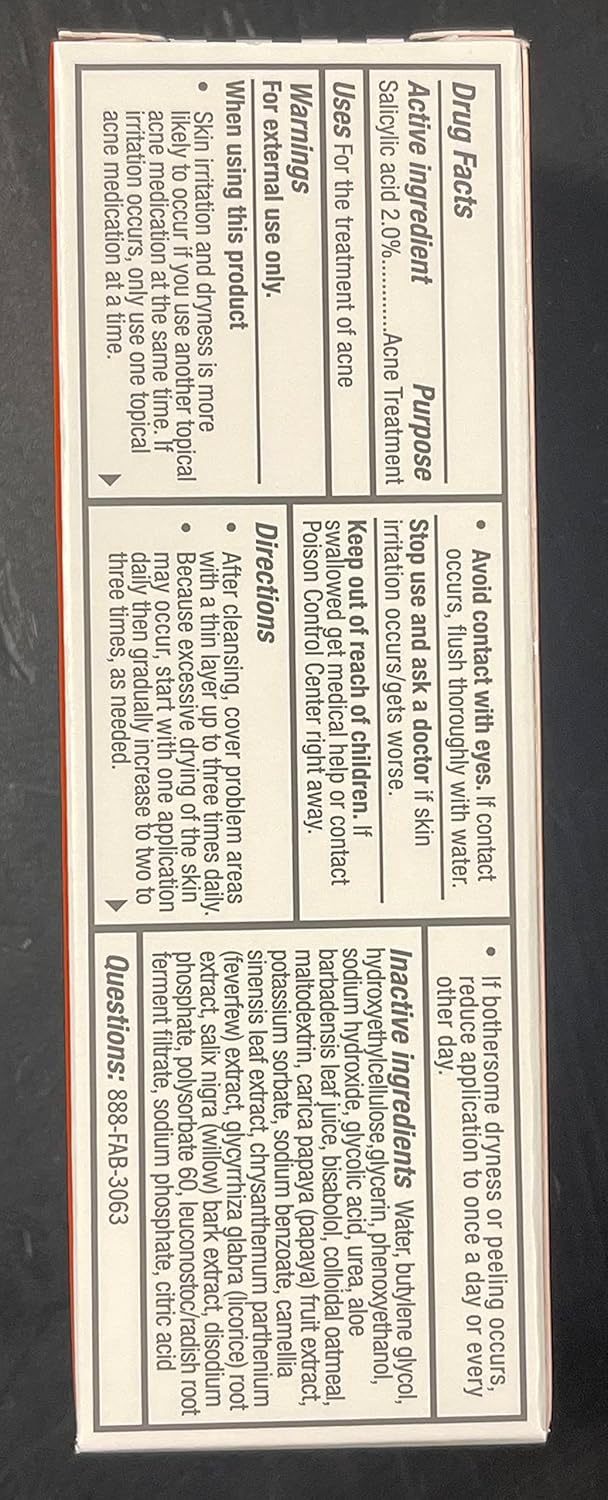 Drug Facts
Active ingredient Purpose
Salicylic acid 2.0%............Acne Treatment
Uses For the treatment of acne
Warnings
For external use only.
When using this product
• Skin irritation and dryness is more
likely to occur if you use another topical
acne medication at the same time. If
irritation occurs, only use one topical
acne medication at a time.
• Avoid contact with eyes. If contact
occurs, flush thoroughly with water.
Stop use and ask a doctor if skin
irritation occurs/gets worse.
Keep out of reach of children. If
swallowed get medical help or contact
Poison Control Center right away.
Directions
• After cleansing, cover problem areas
with a thin layer up to three times daily.
• Because excessive drying of the skin
may occur, start with one application
daily then gradually increase to two to
three times, as needed.
• If bothersome dryness or peeling occurs,
reduce application to once a day or every
other day.
Inactive ingredients Water, butylene glycol,
hydroxyethylcellulose,glycerin, phenoxyethanol,
sodium hydroxide, glycolic acid, urea, aloe
barbadensis leaf juice, bisabolol, colloidal oatmeal,
maltodextrin, carica papaya (papaya) fruit extract,
potassium sorbate, sodium benzoate, camellia
sinensis leaf extract, chrysanthemum parthenium
(feverfew) extract, glycyrrhiza glabra (licorice) root
extract, salix nigra (willow) bark extract, disodium
phosphate, polysorbate 60, leuconostoc/radish root
ferment filtrate, sodium phosphate, citric acid
Questions: 888-FAB-3063